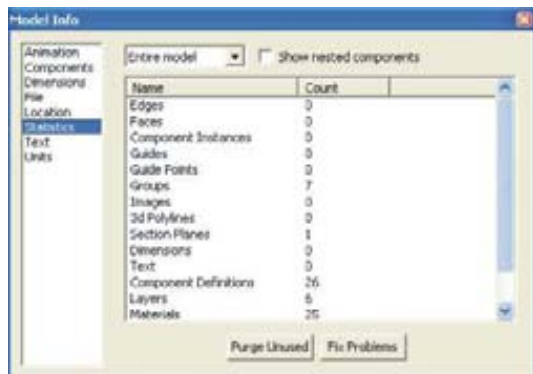 Model Info
Animation
Components
Dimensions
File
Location
Statistics
Text
Units
Entire model
Show nested components
Name Count
Edges 0
Faces 0
Component Instances 0
Guides 0
Guide Points 0
Groups 7
Images 0
3d Polylines 0
Section Planes 1
Dimensions 0
Text 0
Component Definitions 26
Layers 6
Materials 25
Purge Unused Fix Problems